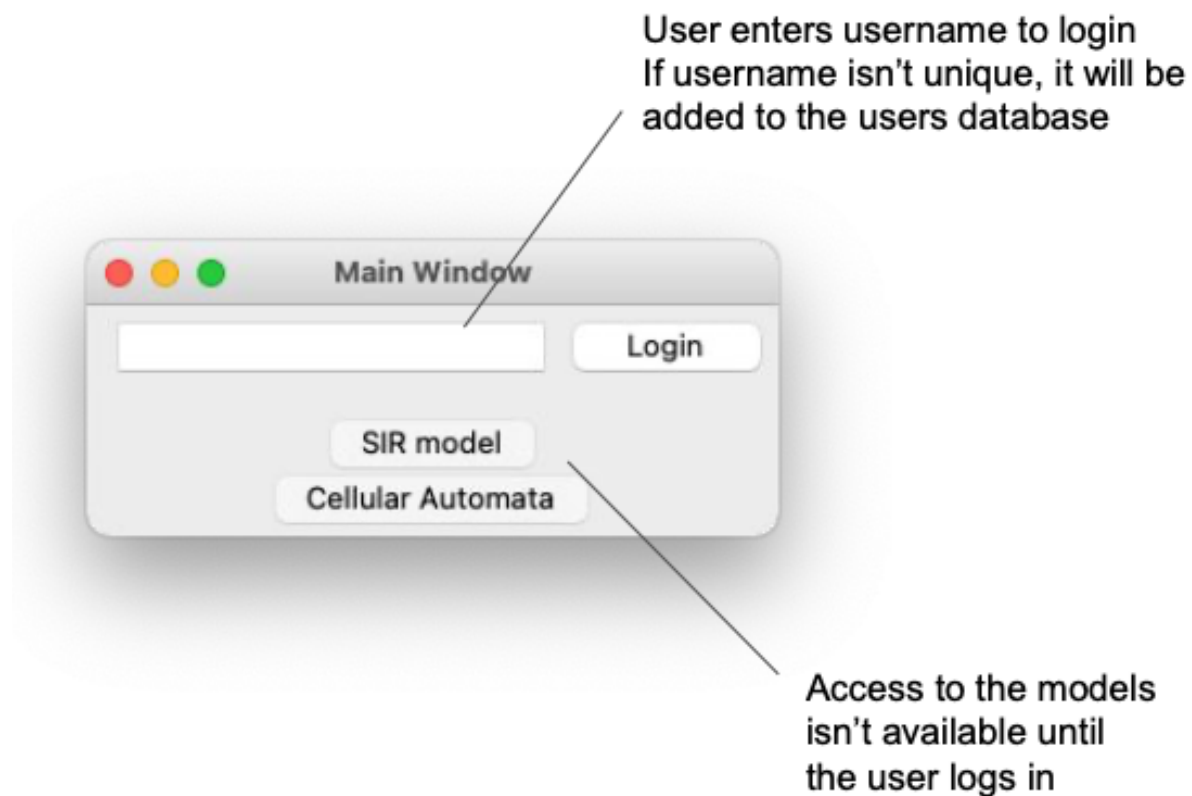 User enters username to login
If username isn't unique, it will be
added to the users database
Main Window
Login
SIR model
Cellular Automata
Access to the models
isn't available until
the user logs in